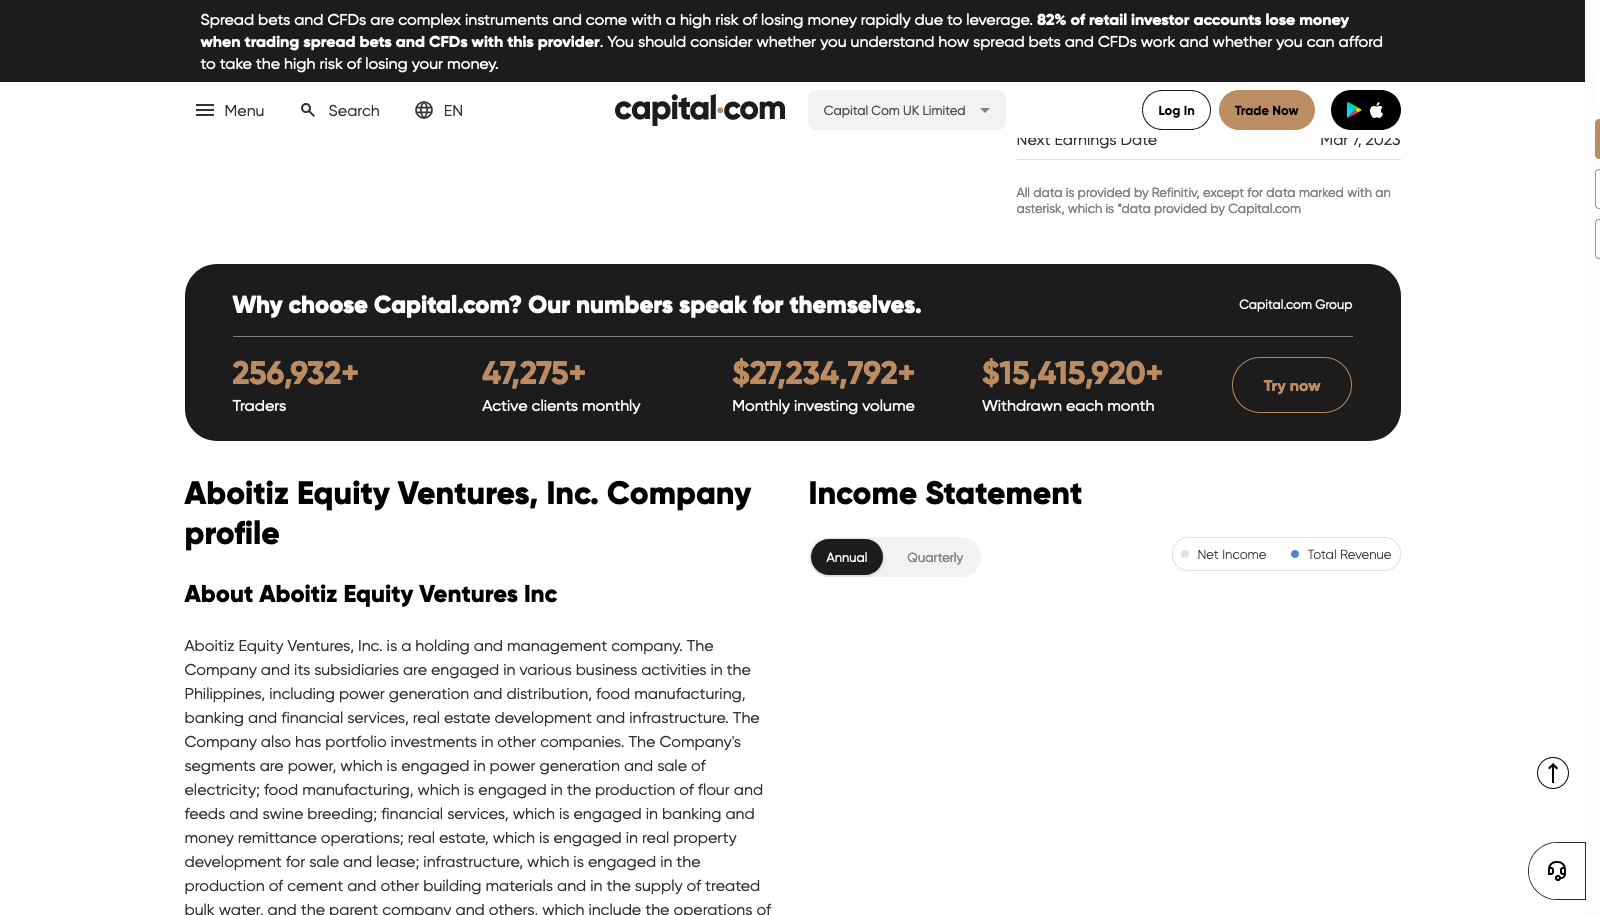 Spread bets and CFDs are complex instruments and come with a high risk of losing money rapidly due to leverage. 82% of retail investor accounts lose money
when trading spread bets and CFDs with this provider. You should consider whether you understand how spread bets and CFDs work and whether you can afford
to take the high risk of losing your money.
Menu
Search
EN
capital.com
Capital Com UK Limited
Log In
Trade Now
Next Earnings Date
Mar 7, 2023
All data is provided by Refinitiv, except for data marked with an
asterisk, which is *data provided by Capital.com
Why choose Capital.com? Our numbers speak for themselves.
Capital.com Group
256,932+
Traders
47,275+
Active clients monthly
$27,234,792+
Monthly investing volume
$15,415,920+
Withdrawn each month
Try now
Aboitiz Equity Ventures, Inc. Company
profile
About Aboitiz Equity Ventures Inc
Aboitiz Equity Ventures, Inc. is a holding and management company. The
Company and its subsidiaries are engaged in various business activities in the
Philippines, including power generation and distribution, food manufacturing,
banking and financial services, real estate development and infrastructure. The
Company also has portfolio investments in other companies. The Company's
segments are power, which is engaged in power generation and sale of
electricity; food manufacturing, which is engaged in the production of flour and
feeds and swine breeding; financial services, which is engaged in banking and
money remittance operations; real estate, which is engaged in real property
development for sale and lease; infrastructure, which is engaged in the
production of cement and other building materials and in the supply of treated
bulk water, and the parent company and others, which include the operations of
Income Statement
Annual
Quarterly
Net Income
Total Revenue